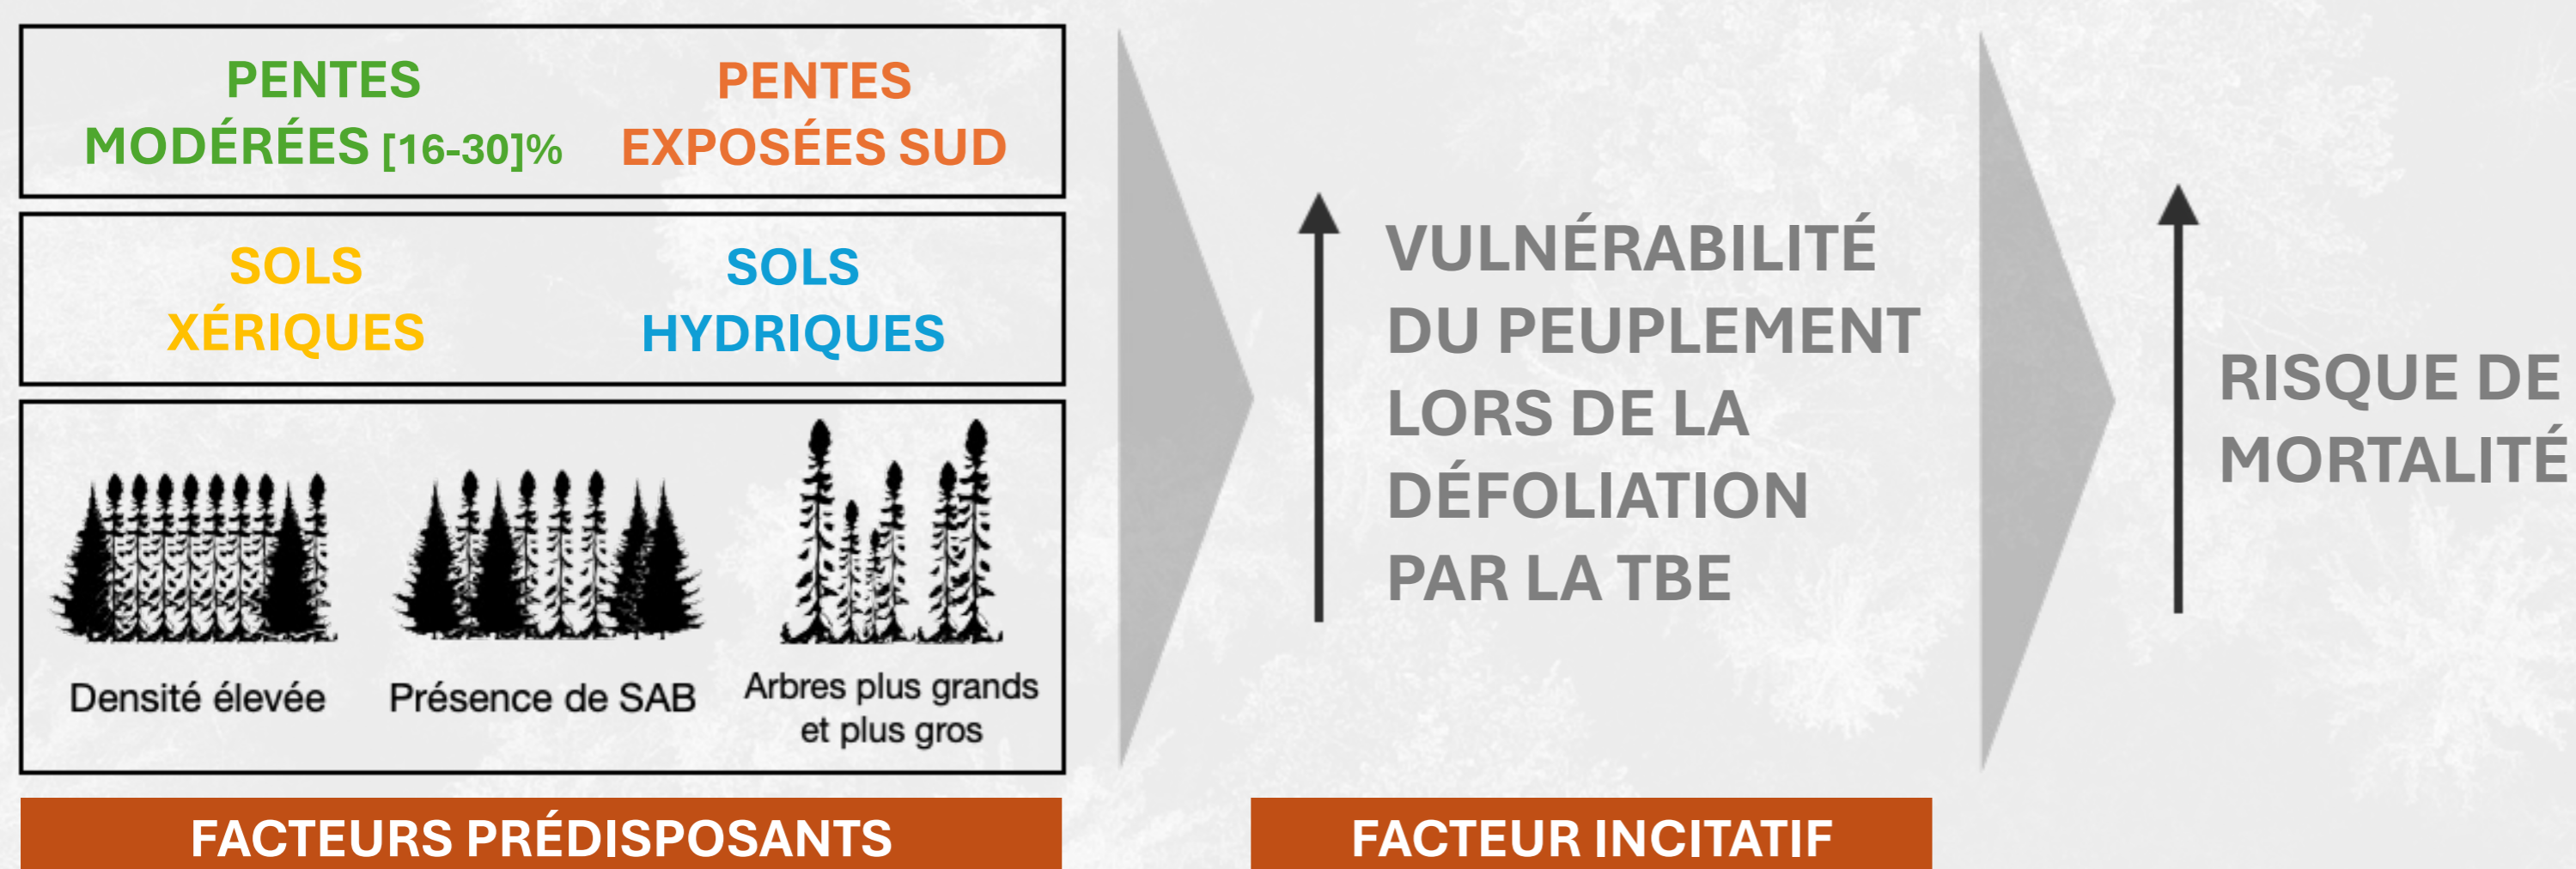 PENTES
MODÉRÉES [16-30]%
PENTES
EXPOSÉES SUD
SOLS
XÉRIQUES
SOLS
HYDRIQUES
Densité élevée
Présence de SAB
Arbres plus grands
et plus gros
FACTEURS PRÉDISPOSANTS
VULNÉRABILITÉ
DU PEUPLEMENT
LORS DE LA
DÉFOLIATION
PAR LA TBE
FACTEUR INCITATIF
RISQUE DE
MORTALITÉ